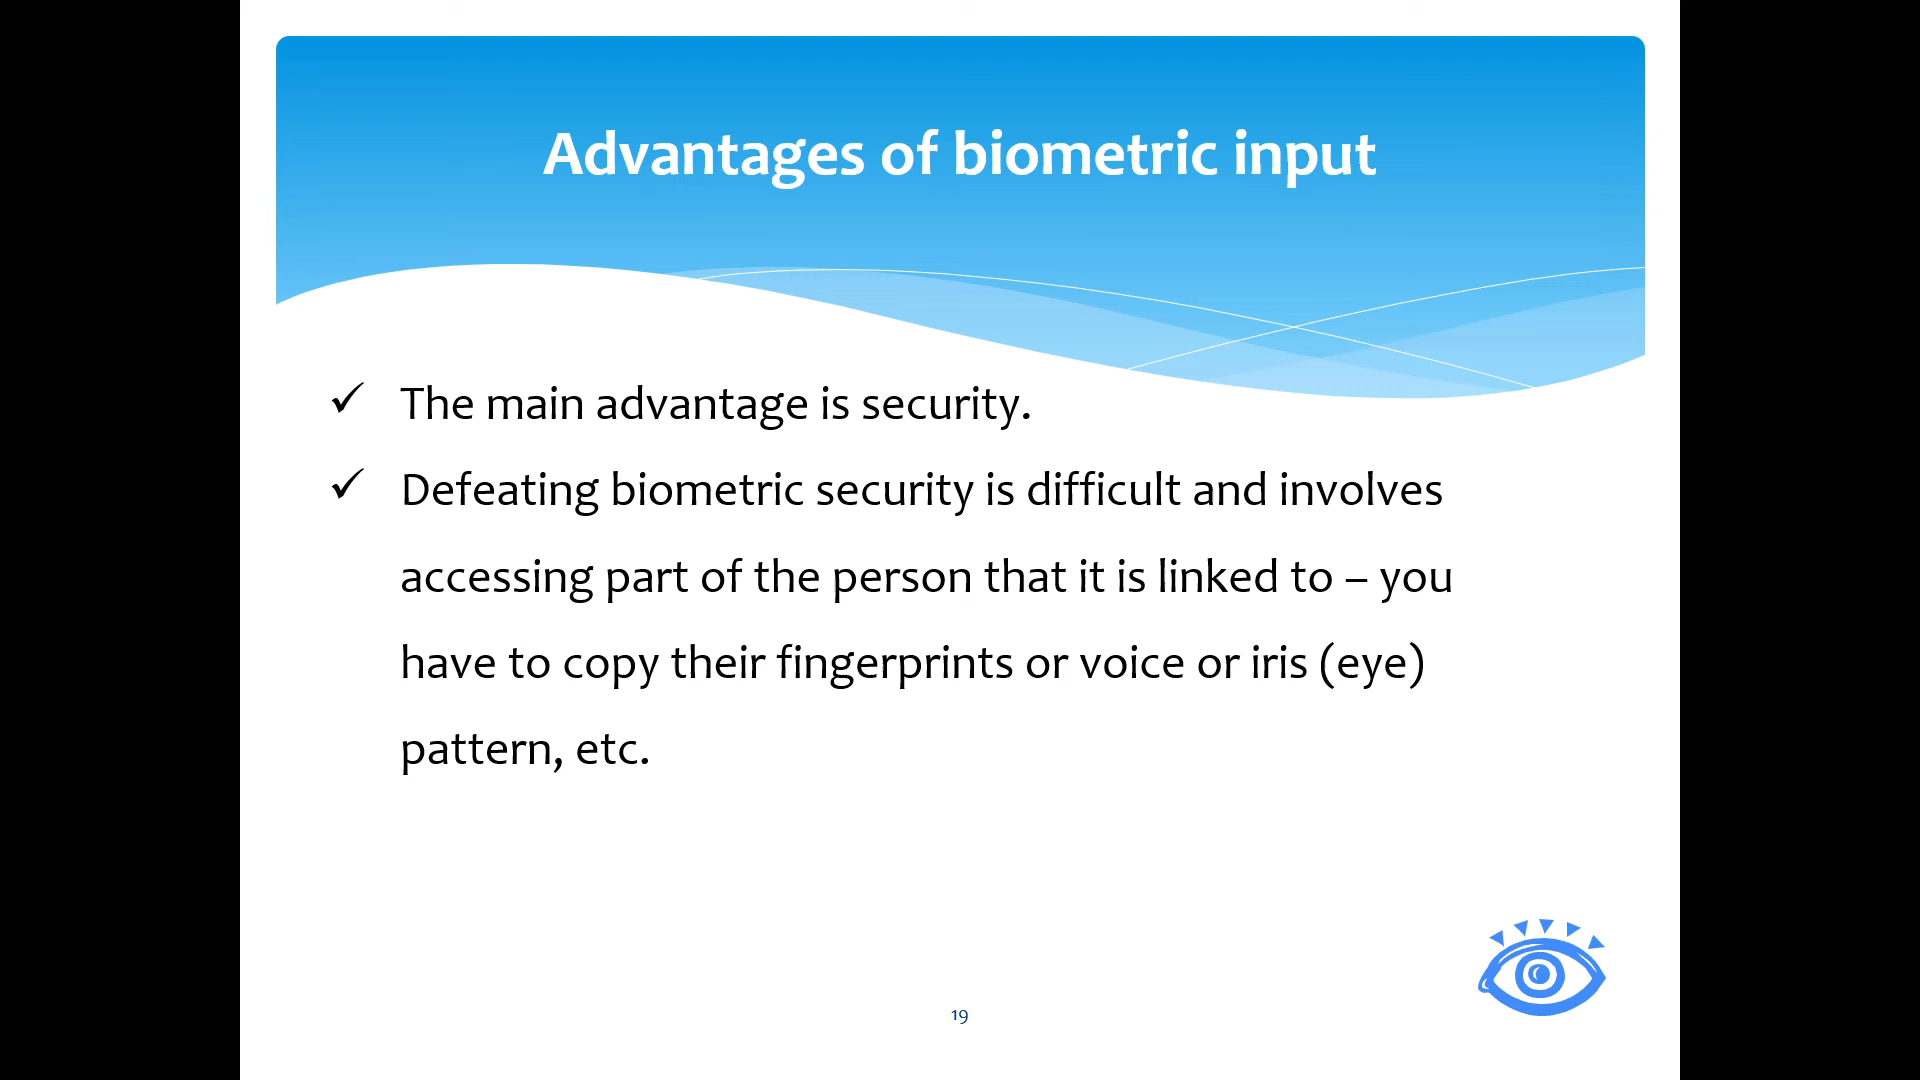 Advantages of biometric input
✓ The main advantage is security.
✓ Defeating biometric security is difficult and involves
accessing part of the person that it is linked to – you
have to copy their fingerprints or voice or iris (eye)
pattern, etc.
19